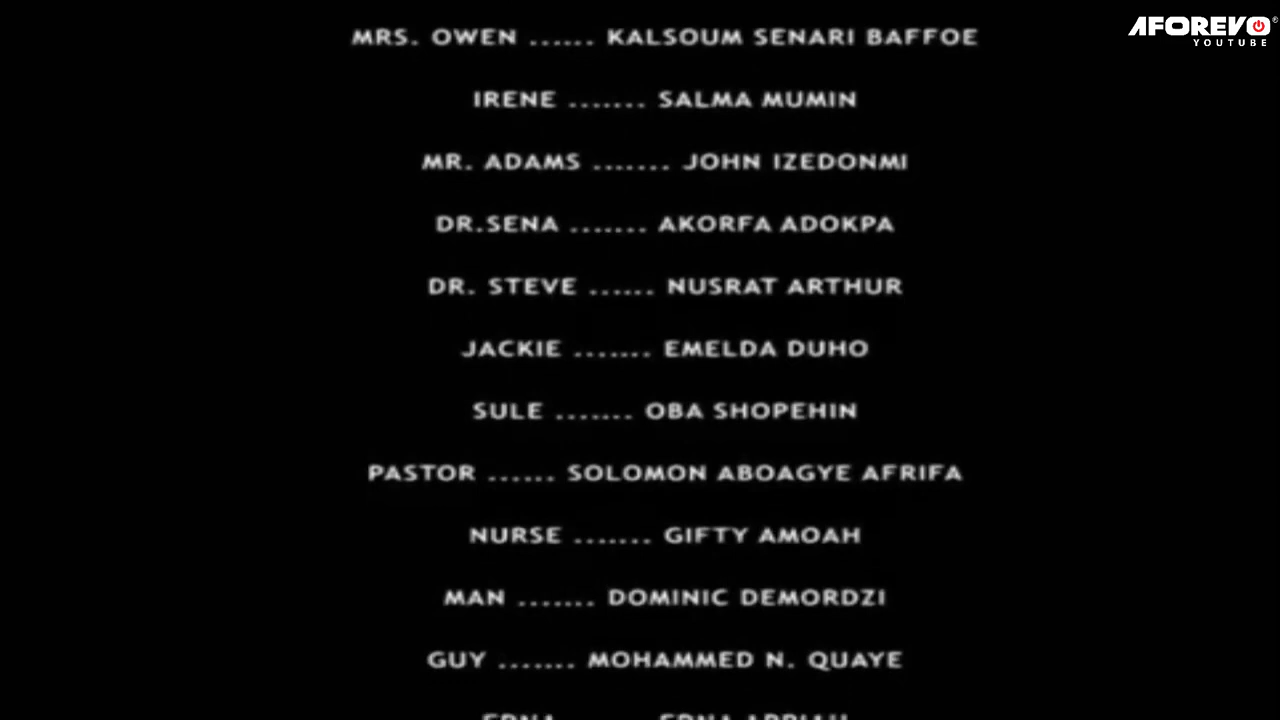 AFOREVO
YOUTUBE
MRS. OWEN ...... KALSOUM SENARI BAFFOE
IRENE ....... SALMA MUMIN
MR. ADAMS ....... JOHN IZEDONMI
DR.SENA ....... AKORFA ADOKPA
DR. STEVE ...... NUSRAT ARTHUR
JACKIE ....... EMELDA DUHO
SULE ....... OBA SHOPEHIN
PASTOR ...... SOLOMON ABOAGYE AFRIFA
NURSE ....... GIFTY AMOAH
MAN ....... DOMINIC DEMORDZI
GUY ....... MOHAMMED N. QUAYE